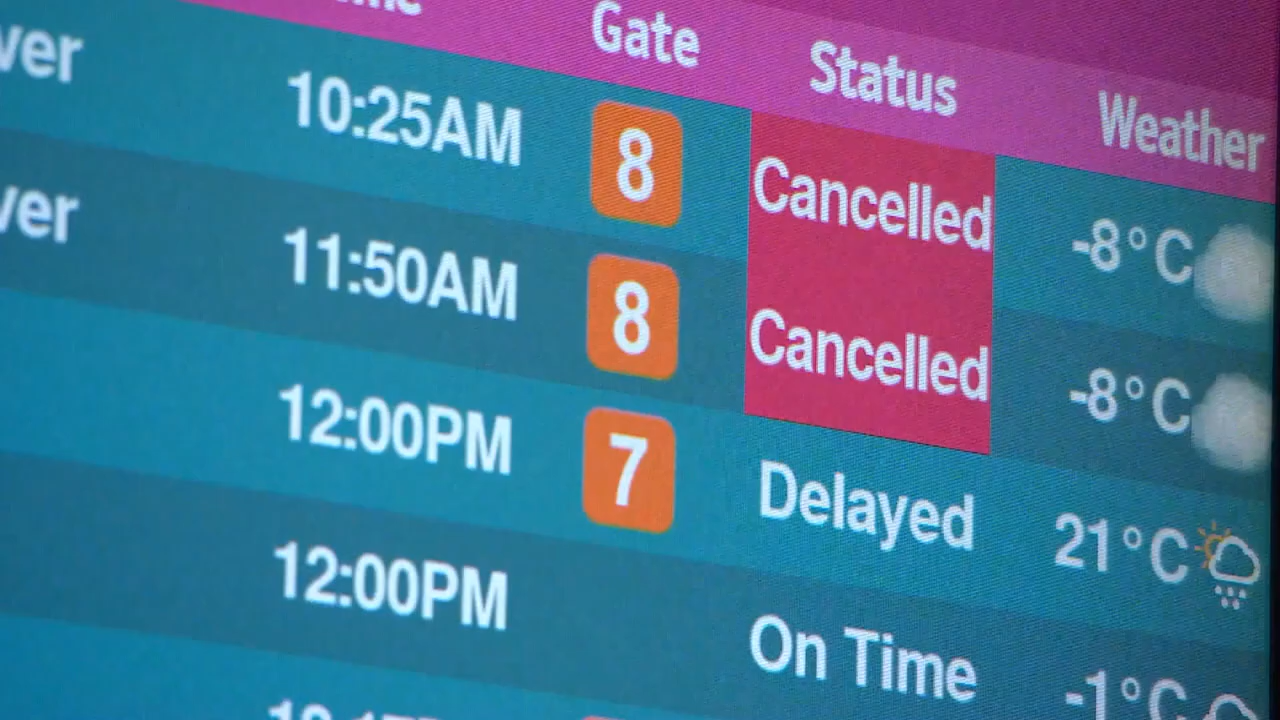 Gate Status Weather
ver 10:25AM 8 Cancelled -8°C
ver 11:50AM 8 Cancelled -8°C
12:00PM 7 Delayed 21°C
12:00PM On Time -1°C